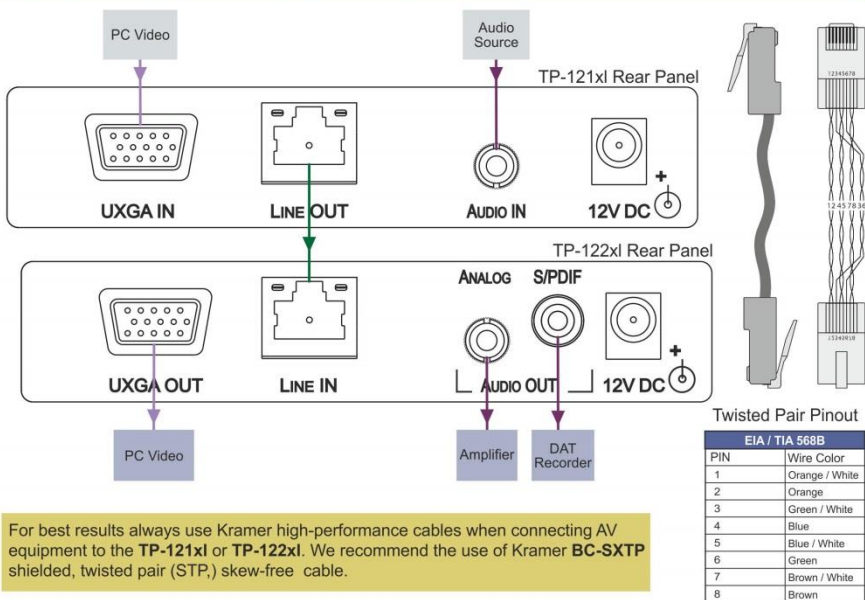 PC Video
Audio
Source
TP-121xl Rear Panel
UXGA IN
LINE OUT
AUDIO IN
12V DC
+
12345678
12457836
TP-122xl Rear Panel
ANALOG
S/PDIF
UXGA OUT
LINE IN
AUDIO OUT
12V DC
+
PC Video
Amplifier
DAT
Recorder
Twisted Pair Pinout
EIA / TIA 568B
PIN Wire Color
1 Orange / White
2 Orange
3 Green / White
4 Blue
5 Blue / White
6 Green
7 Brown / White
8 Brown
For best results always use Kramer high-performance cables when connecting AV
equipment to the TP-121xl or TP-122xl. We recommend the use of Kramer BC-SXTP
shielded, twisted pair (STP,) skew-free cable.